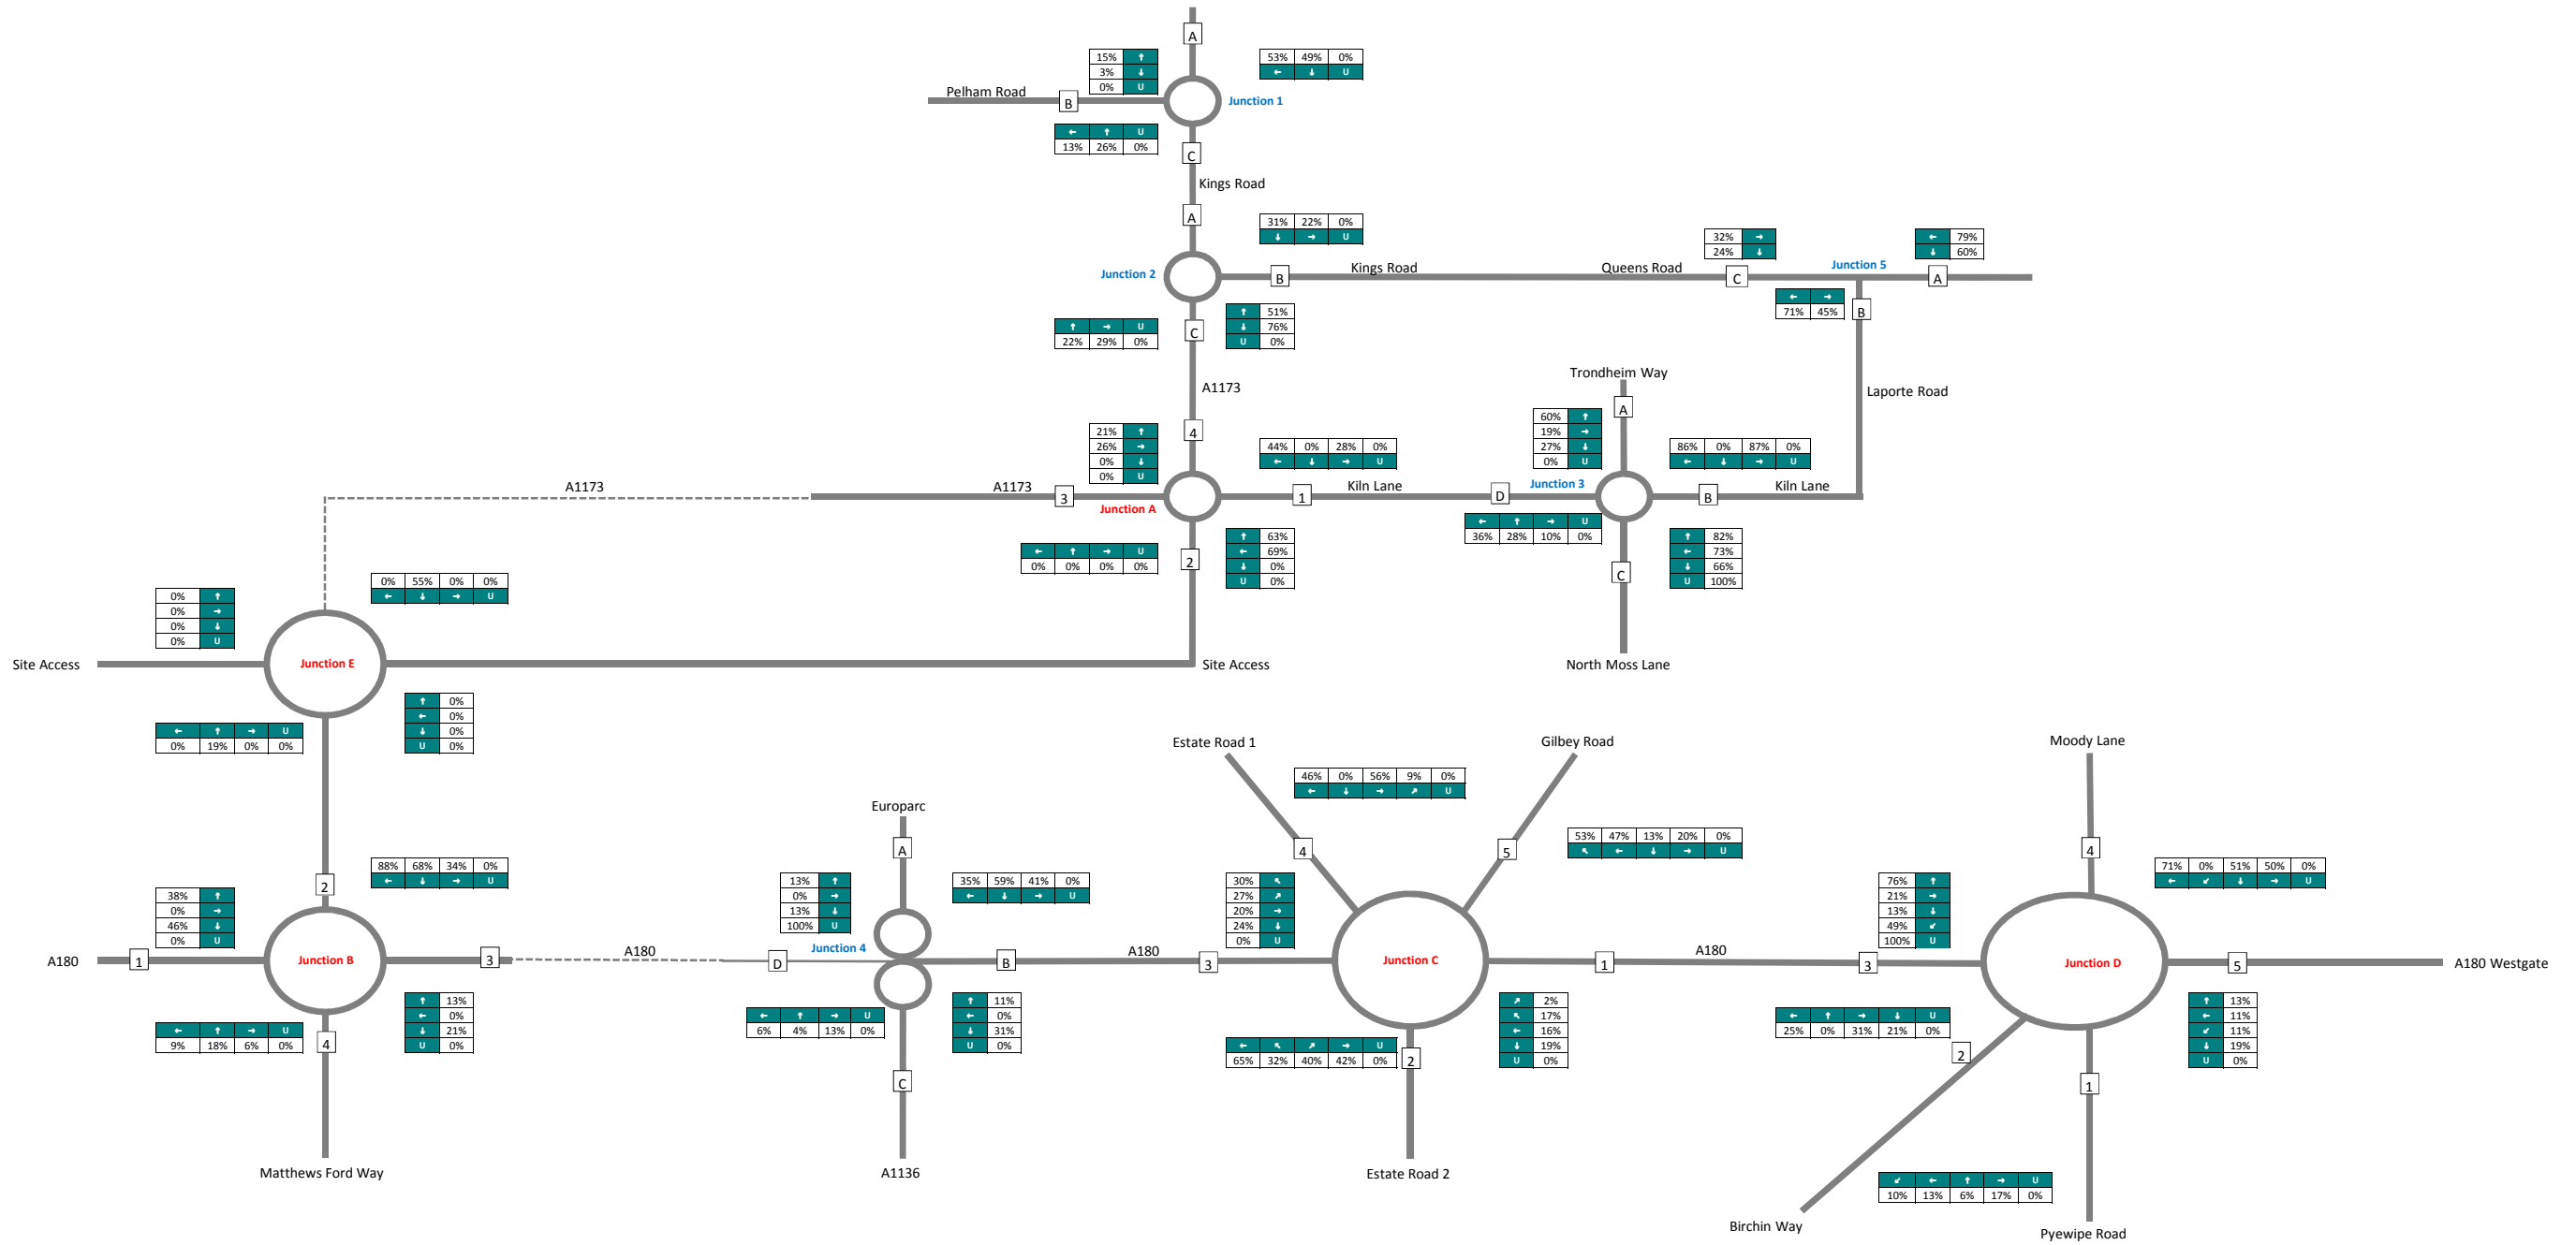 A
15% ↑
3% ↓
0% U
53% 49% 0%
← ↓ U
Pelham Road
B
Junction 1
← ↑ U
13% 26% 0%
C
Kings Road
A
31% 22% 0%
↓ → U
Junction 2
B
Kings Road
Queens Road
C
32% →
24% ↓
Junction 5
← 79%
↓ 60%
A
← →
71% 45%
B
↑ → U
22% 29% 0%
C
↑ 51%
↓ 76%
U 0%
A1173
Laporte Road
Trondheim Way
A
4
21% ↑
26% →
0% ↓
0% U
44% 0% 28% 0%
← ↓ → U
60% ↑
19% →
27% ↓
0% U
86% 0% 87% 0%
← ↓ → U
A1173
A1173
3
Junction A
1
Kiln Lane
D
Junction 3
B
Kiln Lane
← ↑ → U
0% 0% 0% 0%
2
↑ 63%
← 69%
↓ 0%
U 0%
← ↑ → U
36% 28% 10% 0%
C
↑ 82%
← 73%
↓ 66%
U 100%
0% ↑
0% →
0% ↓
0% U
0% 55% 0% 0%
← ↓ → U
Site Access
Junction E
Site Access
North Moss Lane
← ↑ → U
0% 19% 0% 0%
↑ 0%
← 0%
↓ 0%
U 0%
Estate Road 1
Gilbey Road
Moody Lane
46% 0% 56% 9% 0%
← ↓ → ↗ U
Europarc
A
4
5
53% 47% 13% 20% 0%
↖ ← ↓ → U
4
38% ↑
0% →
46% ↓
0% U
2
88% 68% 34% 0%
← ↓ → U
13% ↑
0% →
13% ↓
100% U
35% 59% 41% 0%
← ↓ → U
30% ↖
27% ↗
20% →
24% ↓
0% U
76% ↑
21% →
13% ↓
49% ↙
100% U
71% 0% 51% 50% 0%
← ↙ ↓ → U
A180
1
Junction B
3
A180
Junction 4
D
B
A180
3
Junction C
1
A180
3
Junction D
5
A180 Westgate
← ↑ → U
9% 18% 6% 0%
4
↑ 13%
← 0%
↓ 21%
U 0%
← ↑ → U
6% 4% 13% 0%
C
↑ 11%
← 0%
↓ 31%
U 0%
← ↖ ↗ → U
65% 32% 40% 42% 0%
2
↗ 2%
↖ 17%
← 16%
↓ 19%
U 0%
← ↑ → ↓ U
25% 0% 31% 21% 0%
2
1
↑ 13%
← 11%
↙ 11%
↓ 19%
U 0%
Matthews Ford Way
A1136
Estate Road 2
↙ ← ↑ → U
10% 13% 6% 17% 0%
Birchin Way
Pyewipe Road